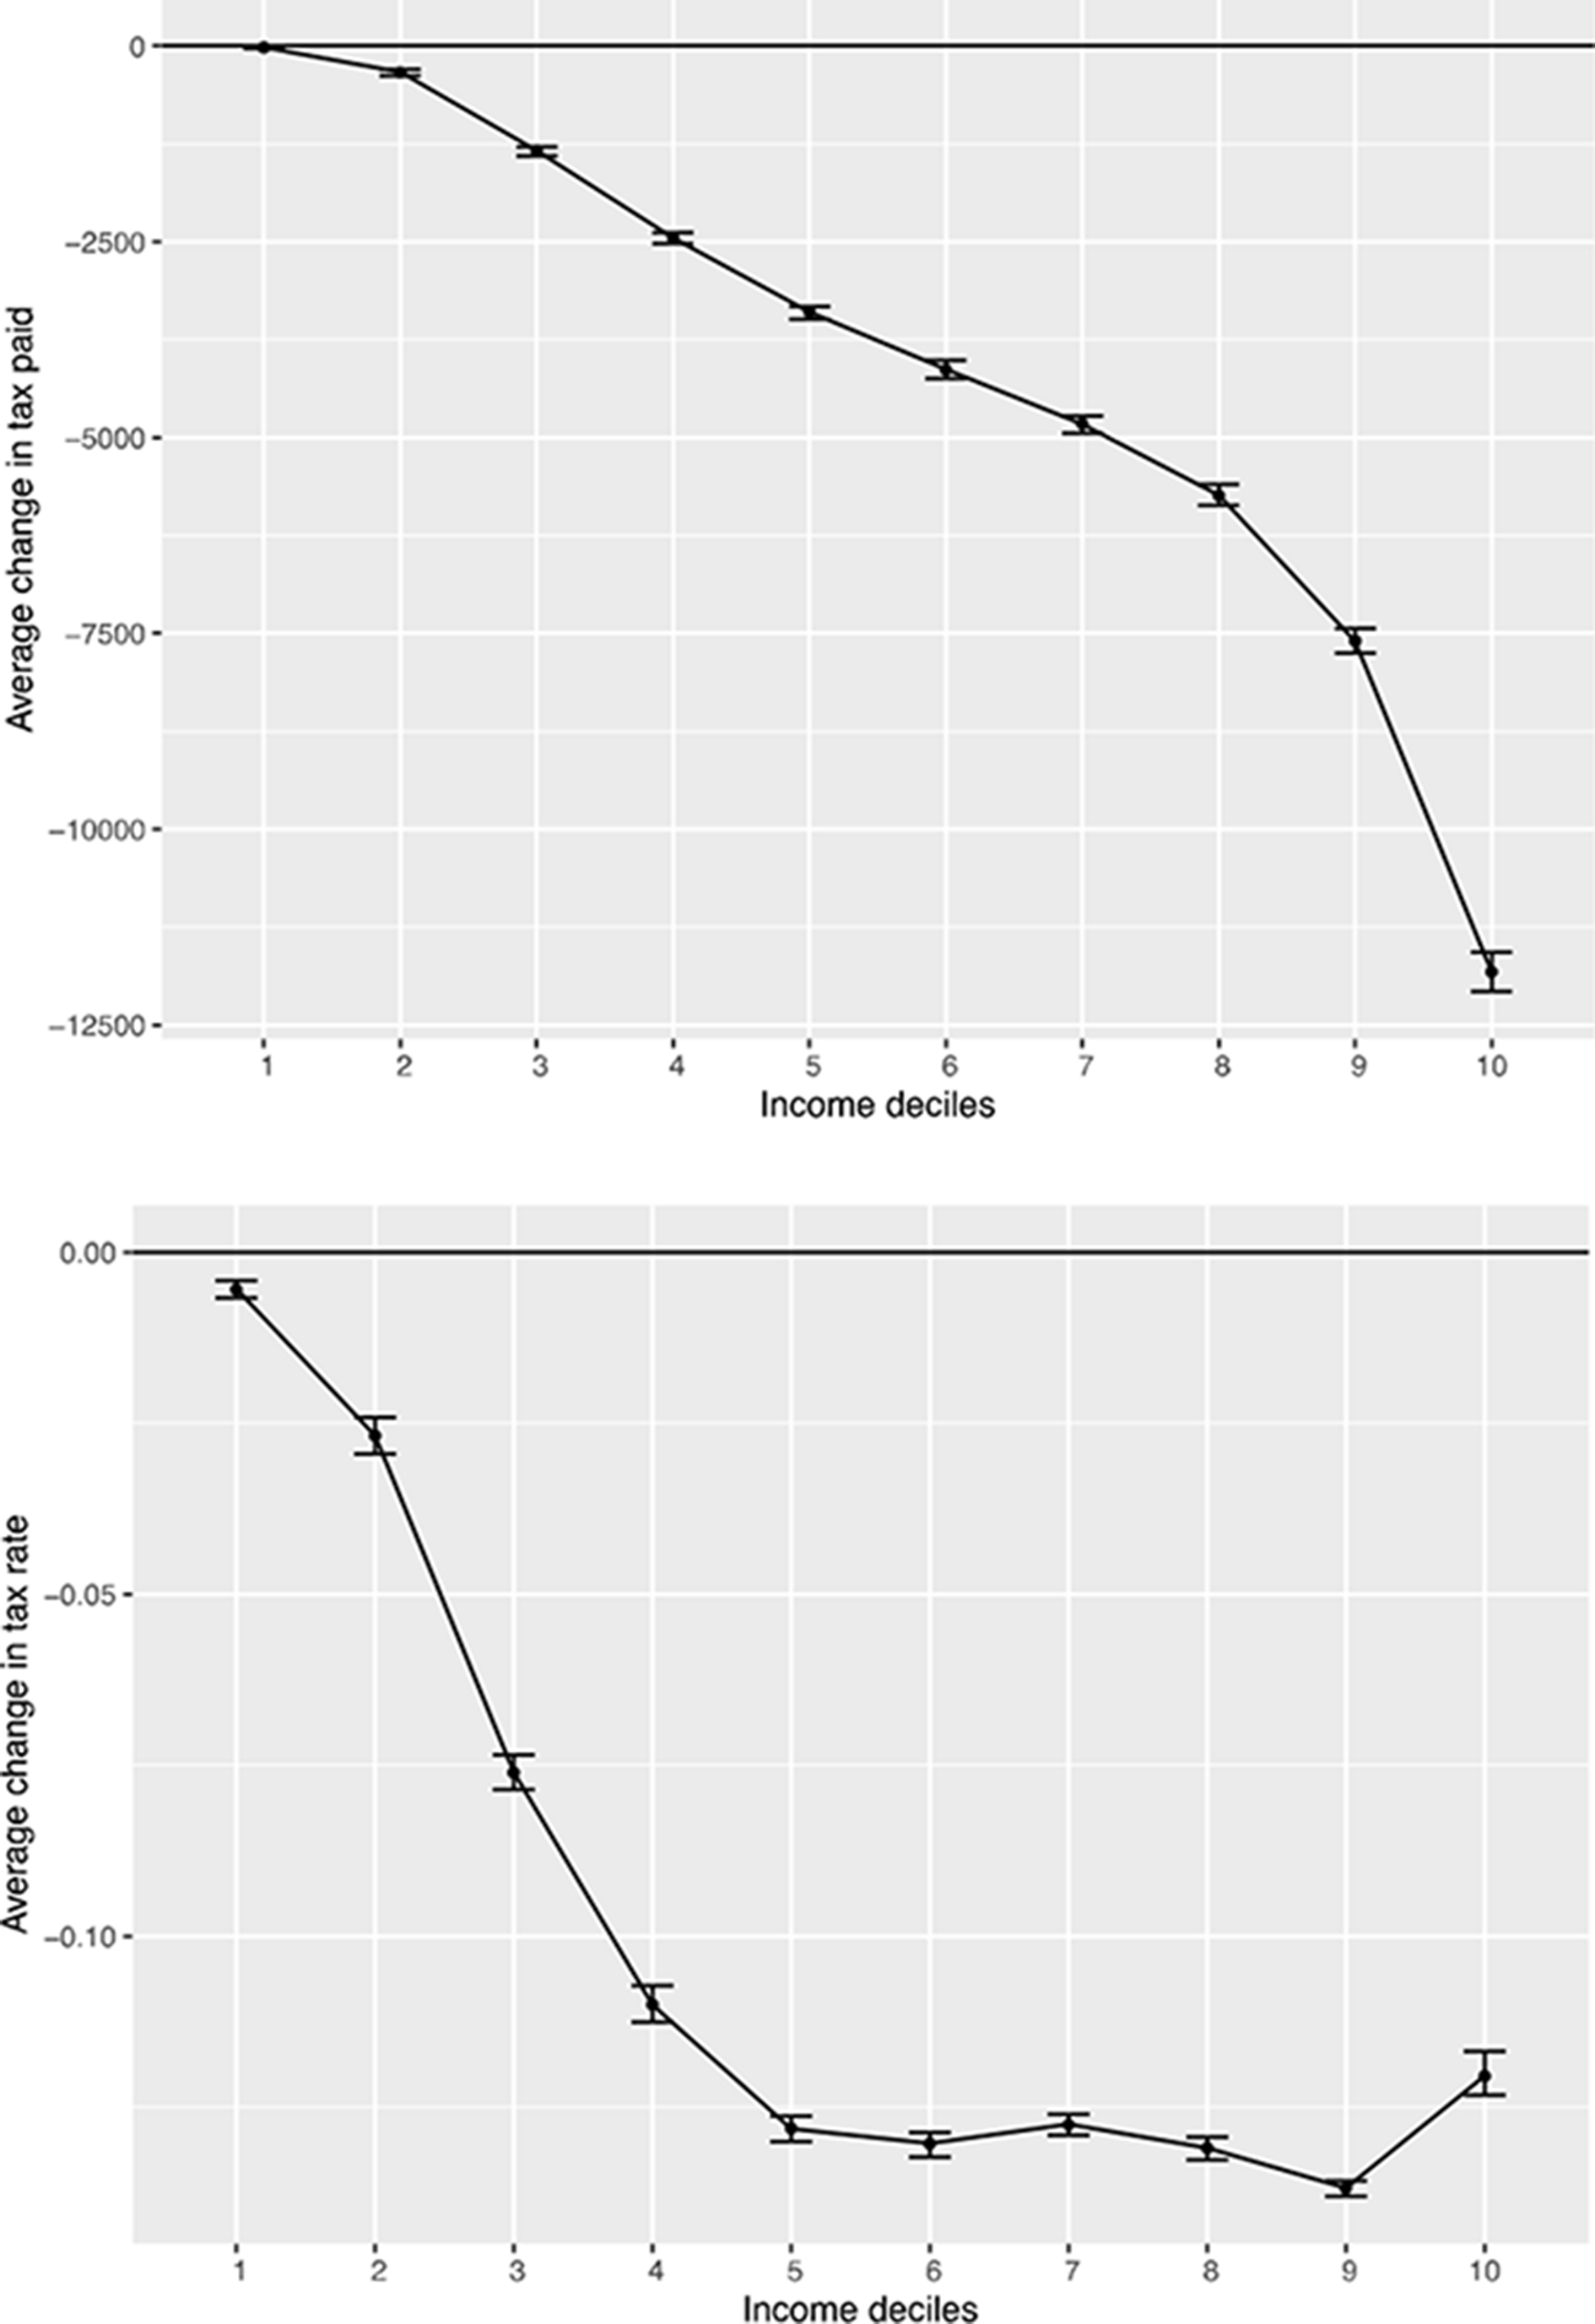 Average change in tax paid
0
−2500
−5000
−7500
−10000
−12500
1 2 3 4 5 6 7 8 9 10
Income deciles
Average change in tax rate
0.00
−0.05
−0.10
1 2 3 4 5 6 7 8 9 10
Income deciles